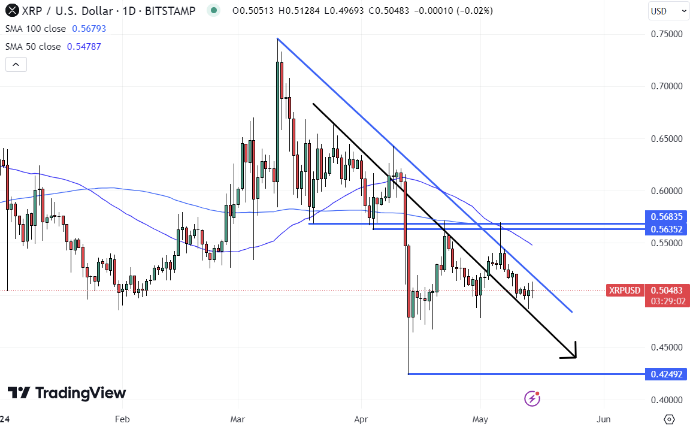 XRP / U.S. Dollar · 1D · BITSTAMP O0.50513 H0.51284 L0.49693 C0.50483 -0.00010 (-0.02%) USD
SMA 100 close 0.56793
SMA 50 close 0.54787
0.75000
0.70000
0.65000
0.60000
0.56835
0.56352
0.55000
XRPUSD 0.50483
03:29:07
0.45000
0.42492
0.40000
TradingView
24 Feb Mar Apr May Jun